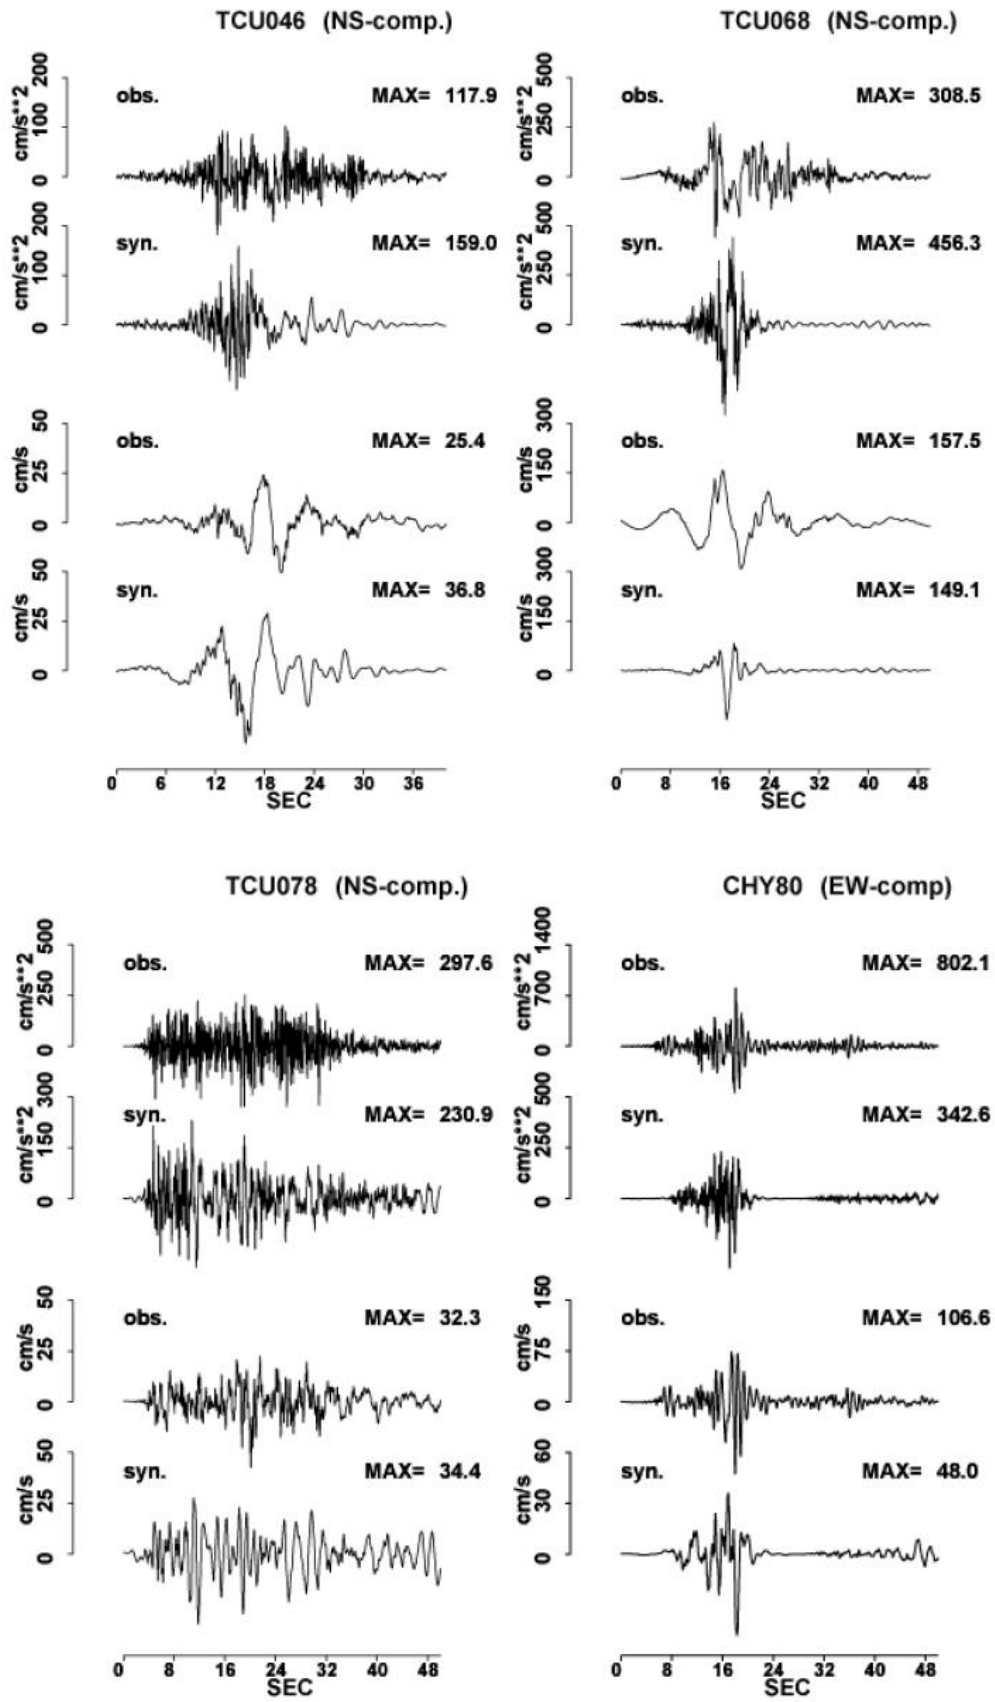 TCU046 (NS-comp.)
cm/s**2
0 100 200
obs. MAX= 117.9
cm/s**2
0 100 200
syn. MAX= 159.0
cm/s
0 25 50
obs. MAX= 25.4
cm/s
0 25 50
syn. MAX= 36.8
0 6 12 18 24 30 36
SEC
TCU068 (NS-comp.)
cm/s**2
0 250 500
obs. MAX= 308.5
cm/s**2
0 250 500
syn. MAX= 456.3
cm/s
0 150 300
obs. MAX= 157.5
cm/s
0 150 300
syn. MAX= 149.1
0 8 16 24 32 40 48
SEC
TCU078 (NS-comp.)
cm/s**2
0 250 500
obs. MAX= 297.6
cm/s**2
0 150 300
syn. MAX= 230.9
cm/s
0 25 50
obs. MAX= 32.3
cm/s
0 25 50
syn. MAX= 34.4
0 8 16 24 32 40 48
SEC
CHY80 (EW-comp)
cm/s**2
0 700 1400
obs. MAX= 802.1
cm/s**2
0 250 500
syn. MAX= 342.6
cm/s
0 75 150
obs. MAX= 106.6
cm/s
0 30 60
syn. MAX= 48.0
0 8 16 24 32 40 48
SEC